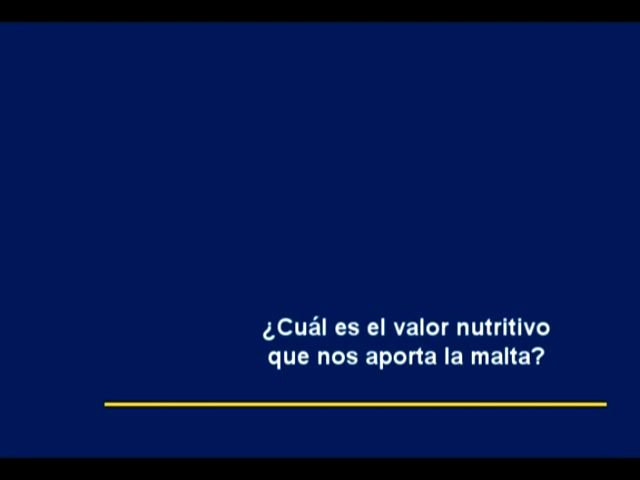 ¿Cuál es el valor nutritivo
que nos aporta la malta?